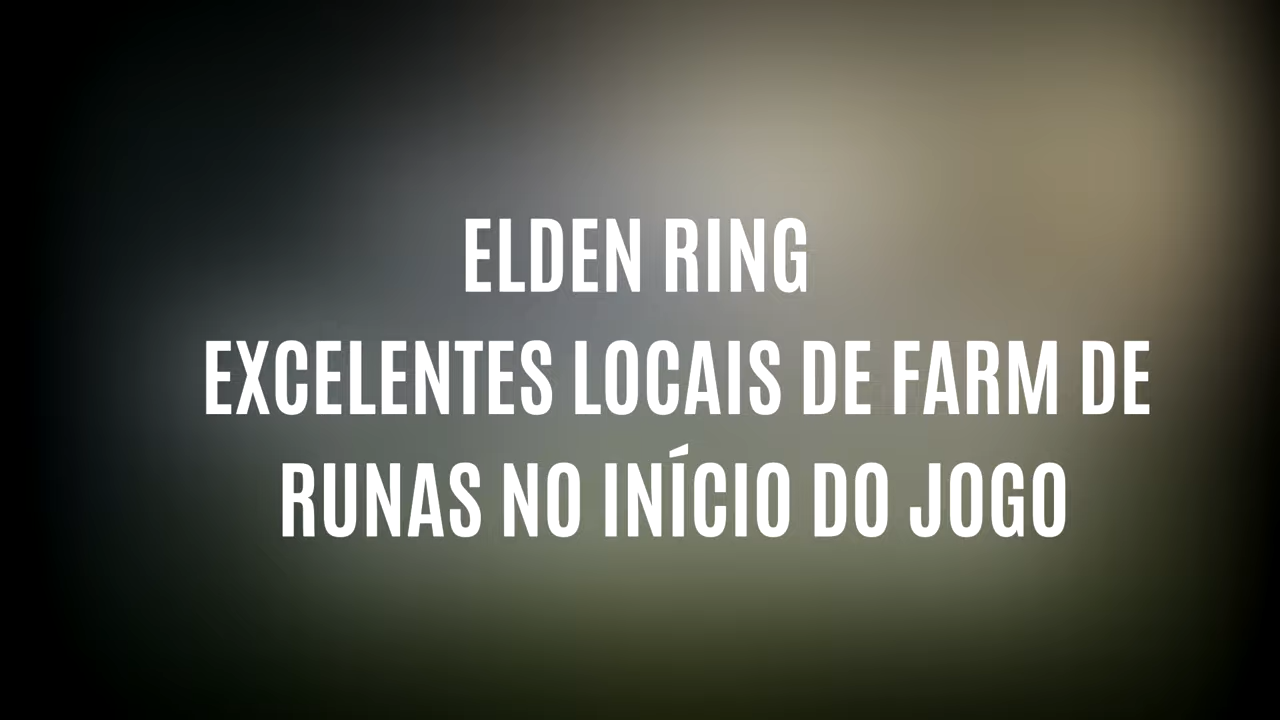 ELDEN RING
EXCELENTES LOCAIS DE FARM DE
RUNAS NO INÍCIO DO JOGO